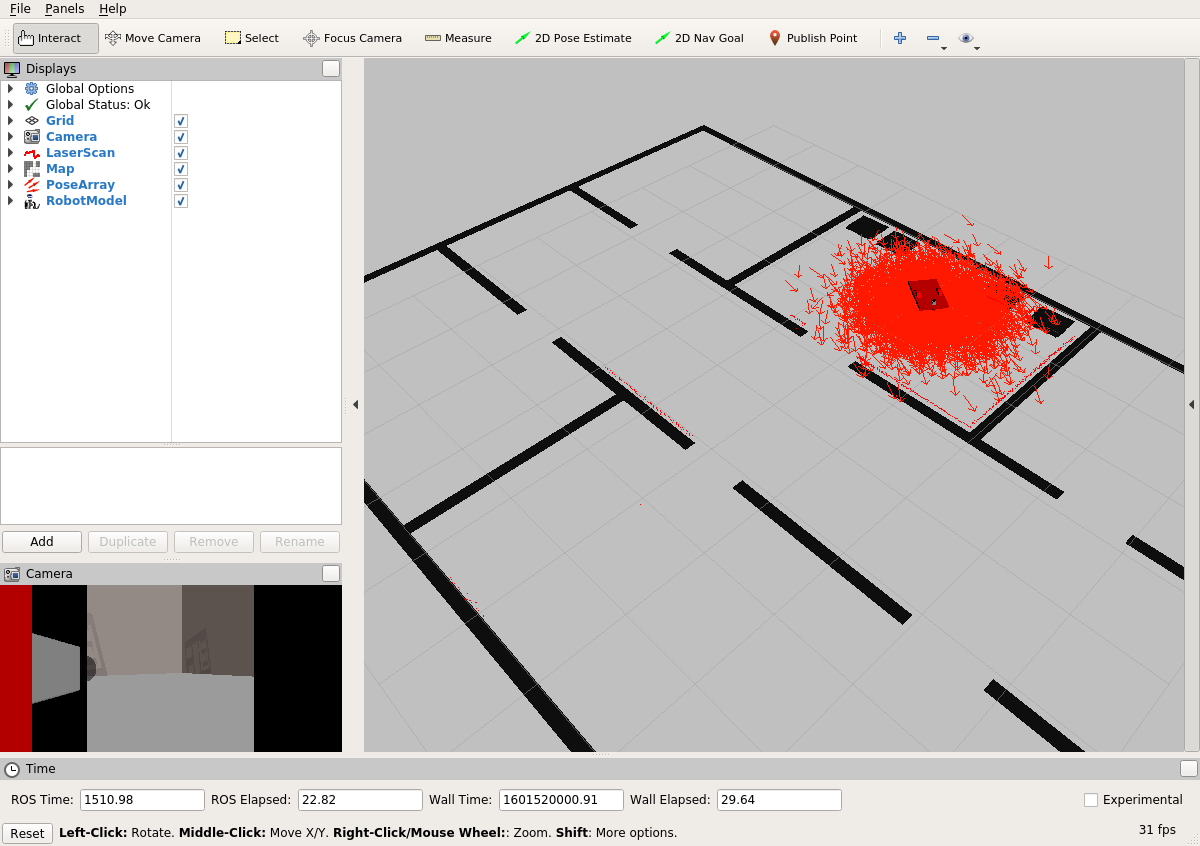 File Panels Help
Interact Move Camera Select Focus Camera Measure 2D Pose Estimate 2D Nav Goal Publish Point
Displays
Global Options
Global Status: Ok
Grid
Camera
LaserScan
Map
PoseArray
RobotModel
Add Duplicate Remove Rename
Camera
Time
ROS Time: 1510.98 ROS Elapsed: 22.82 Wall Time: 1601520000.91 Wall Elapsed: 29.64 Experimental
Reset Left-Click: Rotate. Middle-Click: Move X/Y. Right-Click/Mouse Wheel:: Zoom. Shift: More options. 31 fps